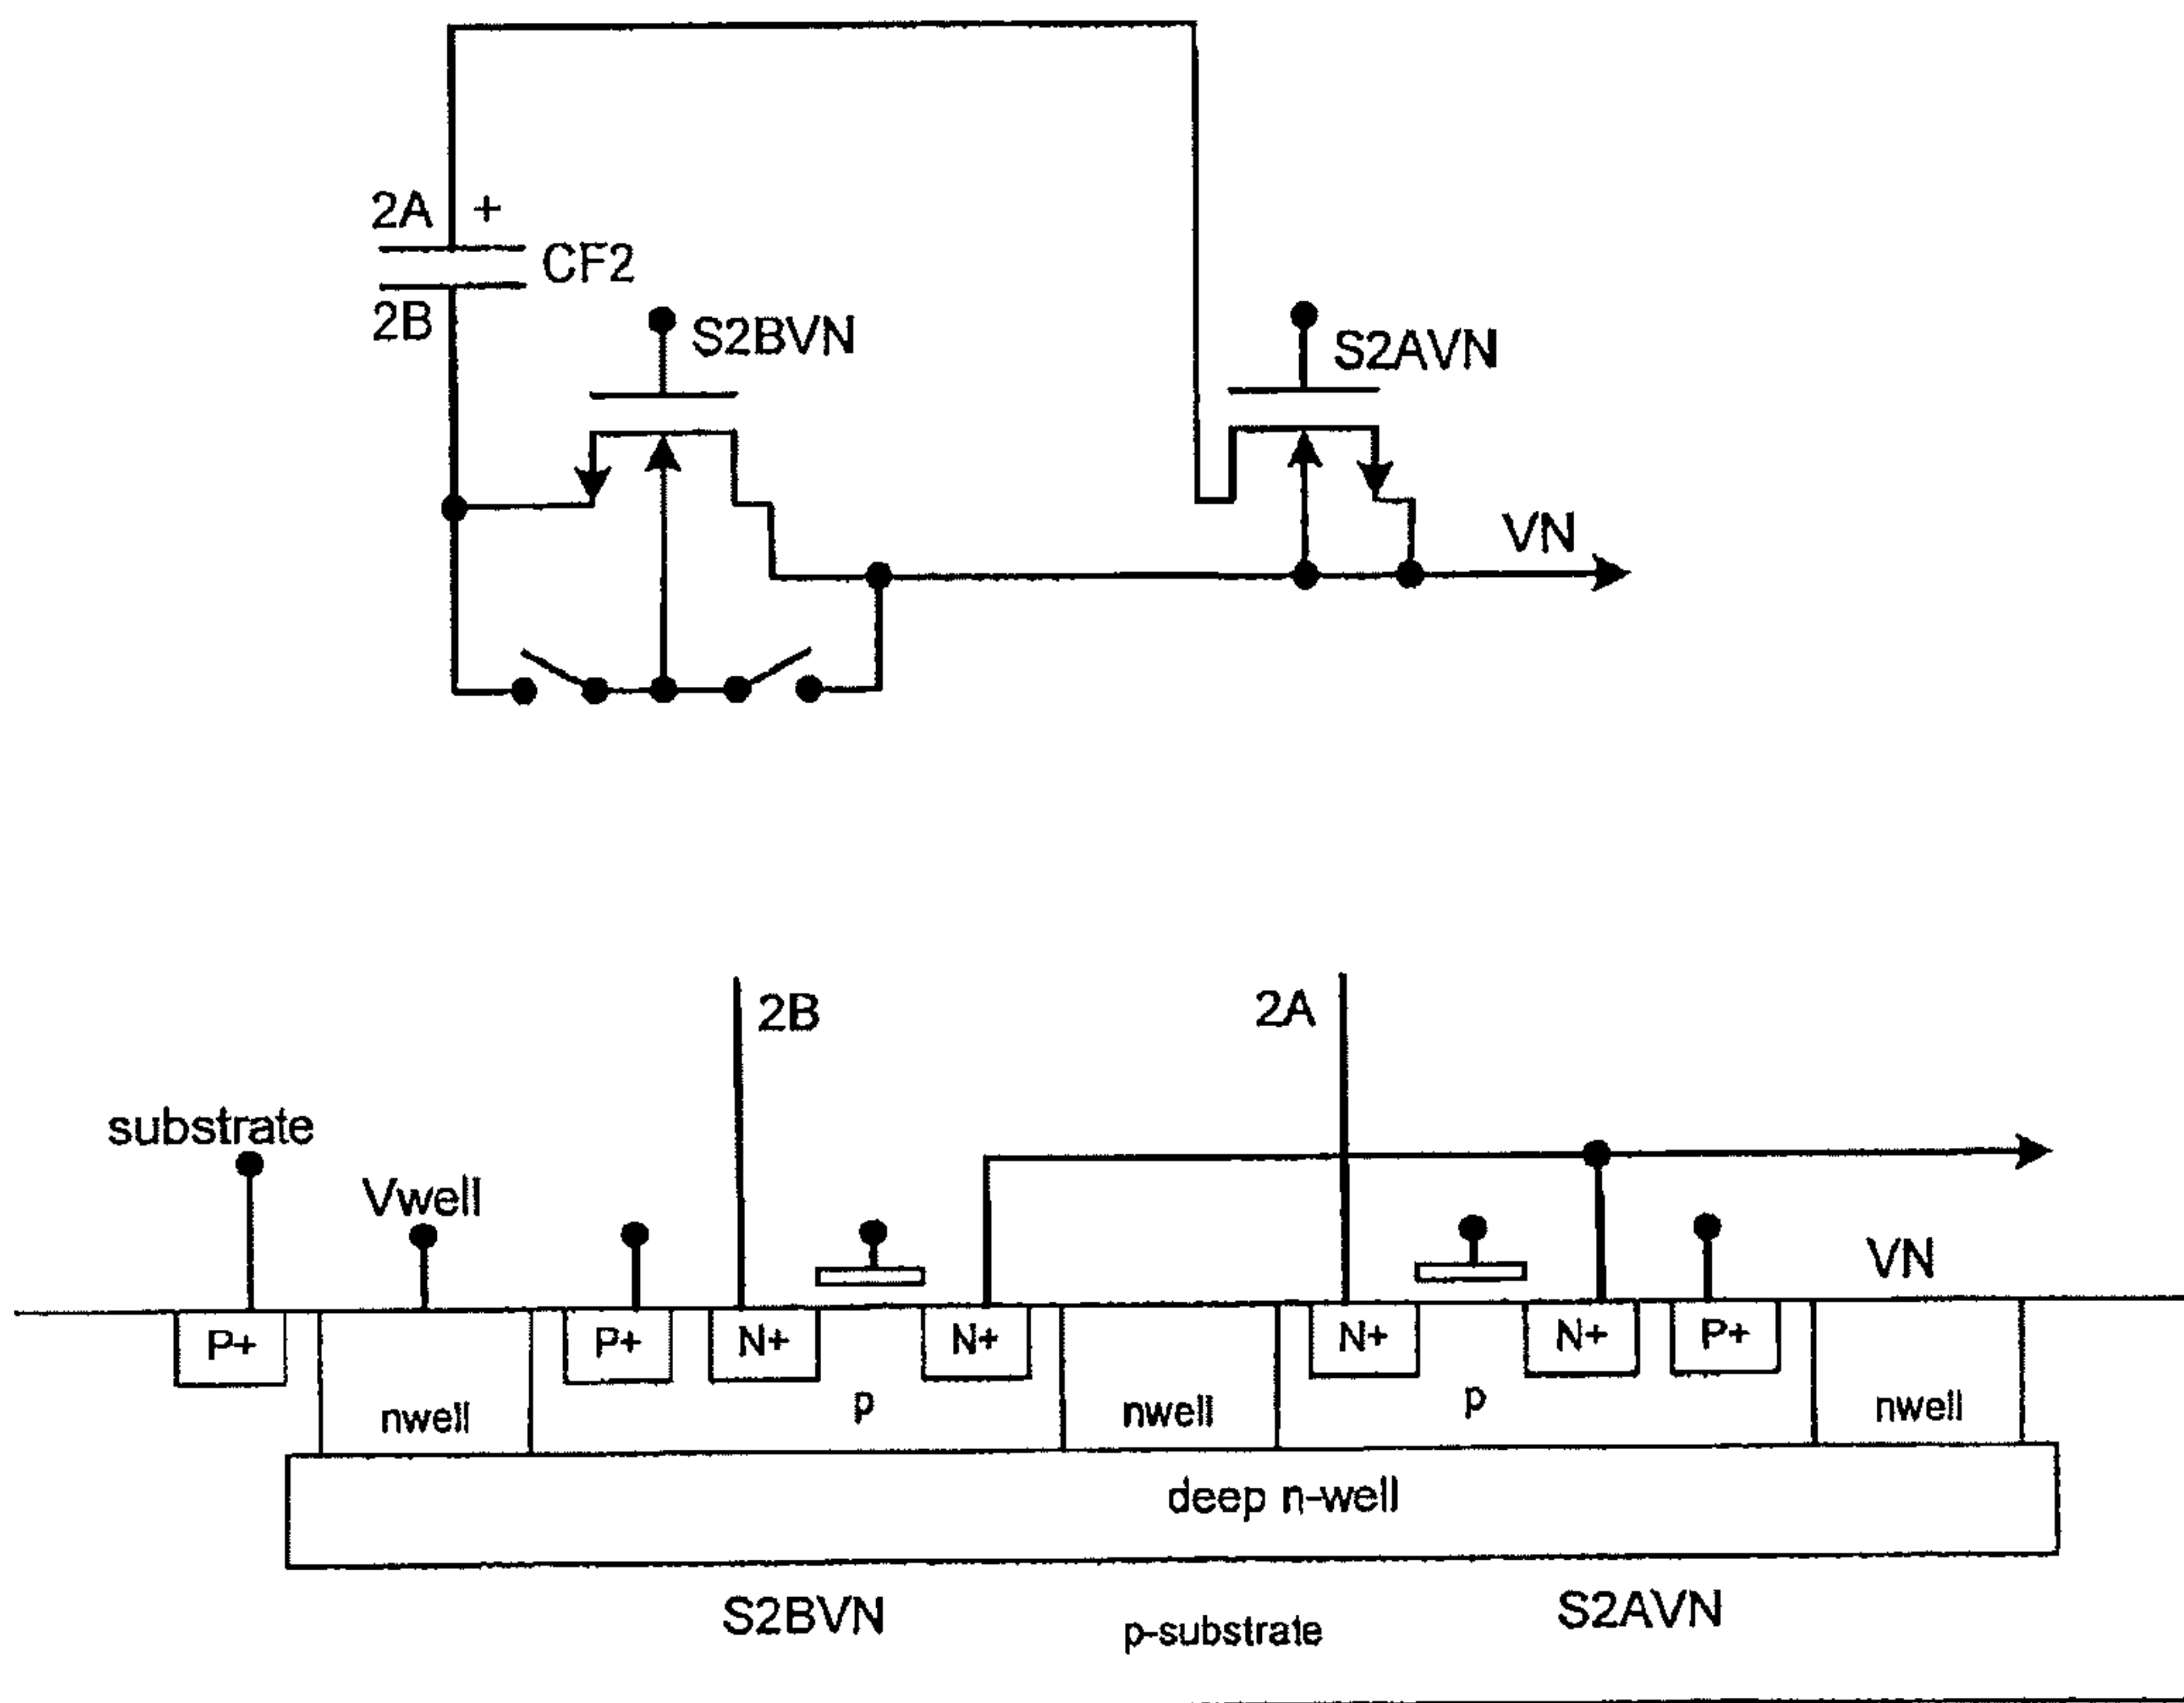 2A +
CF2
2B
S2BVN
S2AVN
VN
2B
2A
substrate
Vwell
VN
P+
P+
N+
N+
N+
N+
P+
nwell
p
nwell
p
nwell
deep n-well
S2BVN
p-substrate
S2AVN